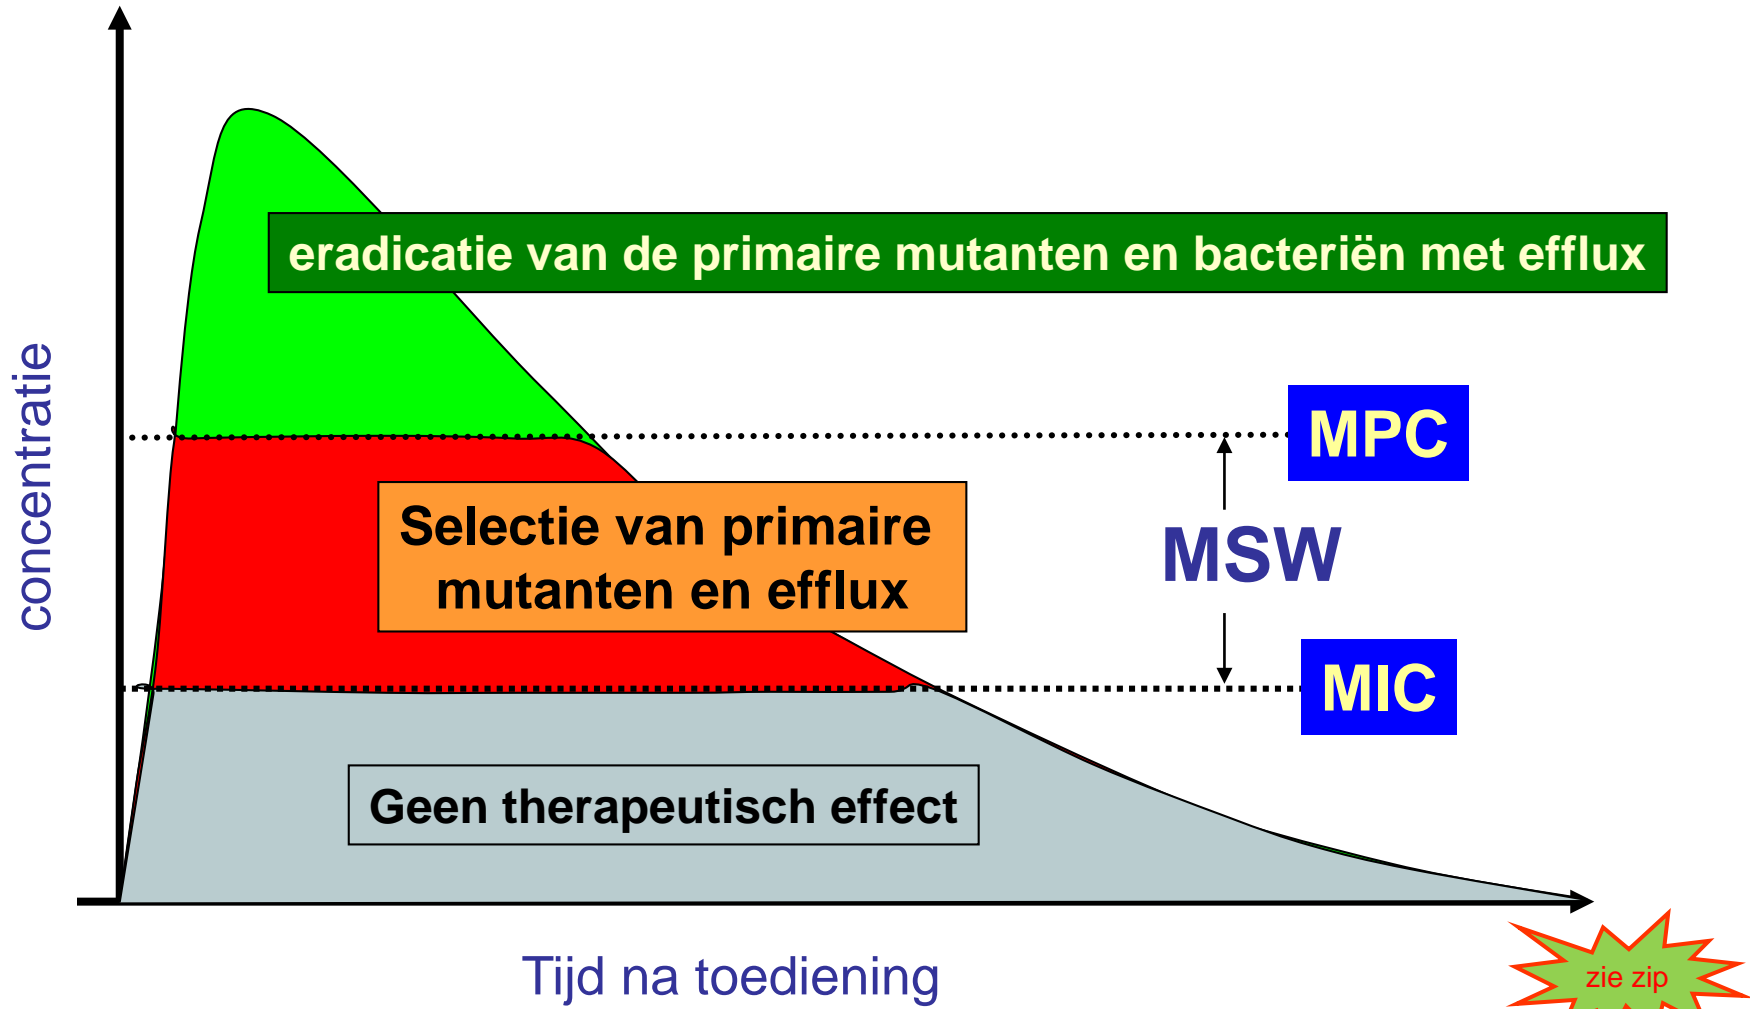 eradicatie van de primaire mutanten en bacteriën met efflux
concentratie
MPC
Selectie van primaire
mutanten en efflux
MSW
MIC
Geen therapeutisch effect
Tijd na toediening
zie zip